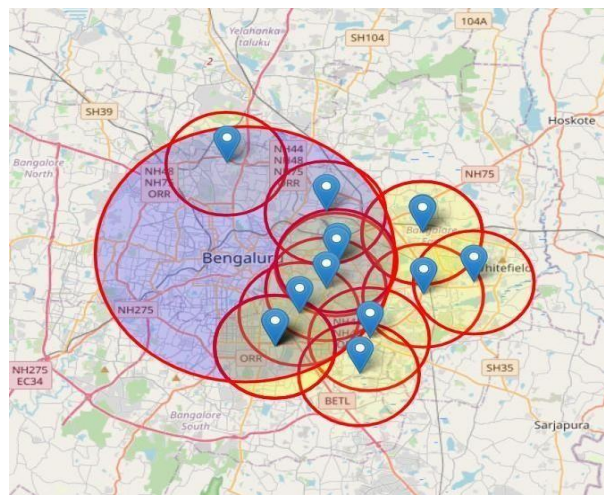 104A
Yelahanka
taluku
SH104
2
SH39
Hoskote
Bangalore
North
NH44
NH48
NH75
ORR
NH48
ORR
NH75
Bengaluru
Whitefield
NH275
ORR
NH275
EC34
SH35
BETL
Bangalore
South
Sarjapura